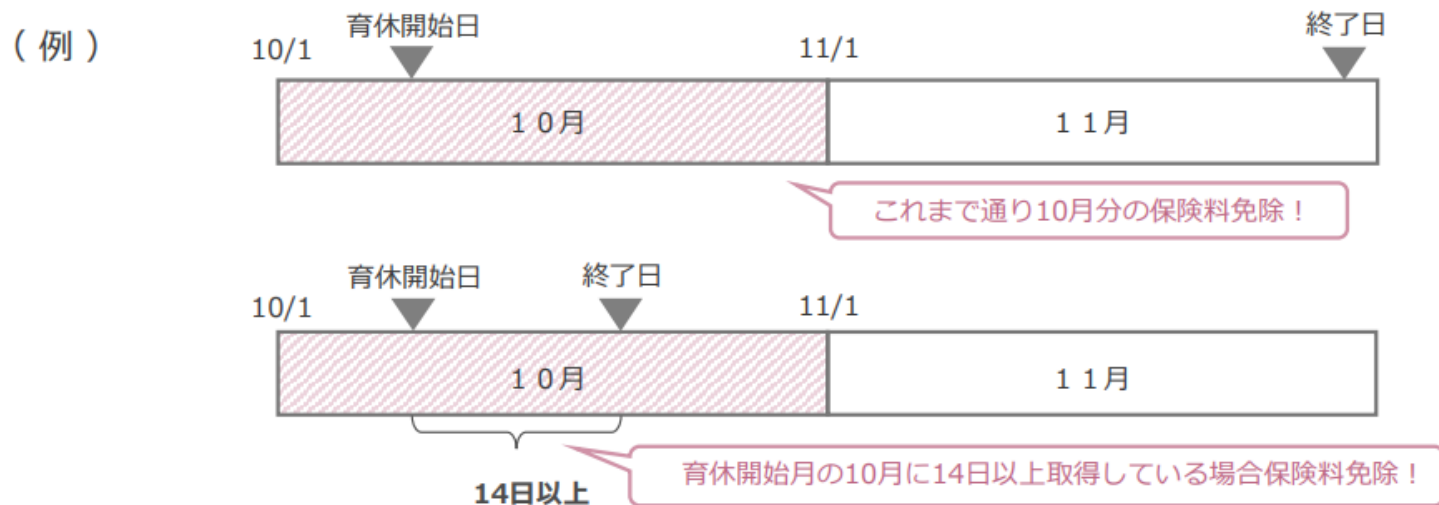 （例）
育休開始日
終了日
10/1
11/1
１０月
１１月
これまで通り10月分の保険料免除！
育休開始日
終了日
10/1
11/1
１０月
１１月
14日以上
育休開始月の10月に14日以上取得している場合保険料免除！